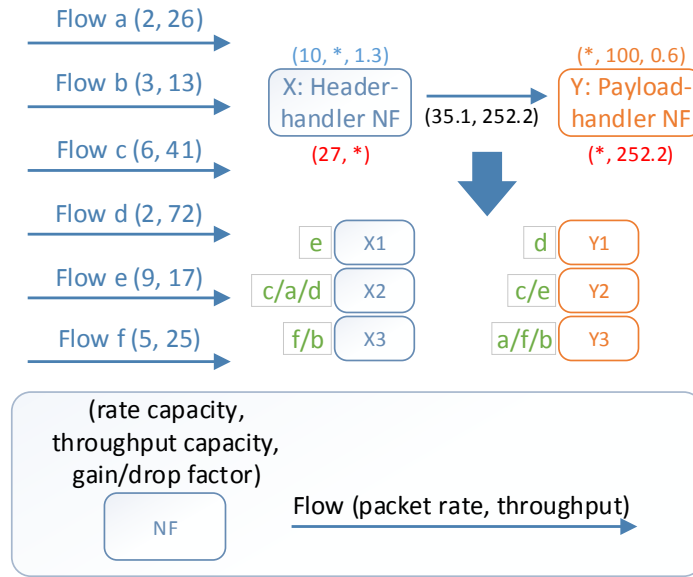 Flow a (2, 26)
Flow b (3, 13)
Flow c (6, 41)
Flow d (2, 72)
Flow e (9, 17)
Flow f (5, 25)
(10, *, 1.3)
X: Header-
handler NF
(27, *)
(35.1, 252.2)
(*, 100, 0.6)
Y: Payload-
handler NF
(*, 252.2)
e
X1
c/a/d
X2
f/b
X3
d
Y1
c/e
Y2
a/f/b
Y3
(rate capacity,
throughput capacity,
gain/drop factor)
NF
Flow (packet rate, throughput)